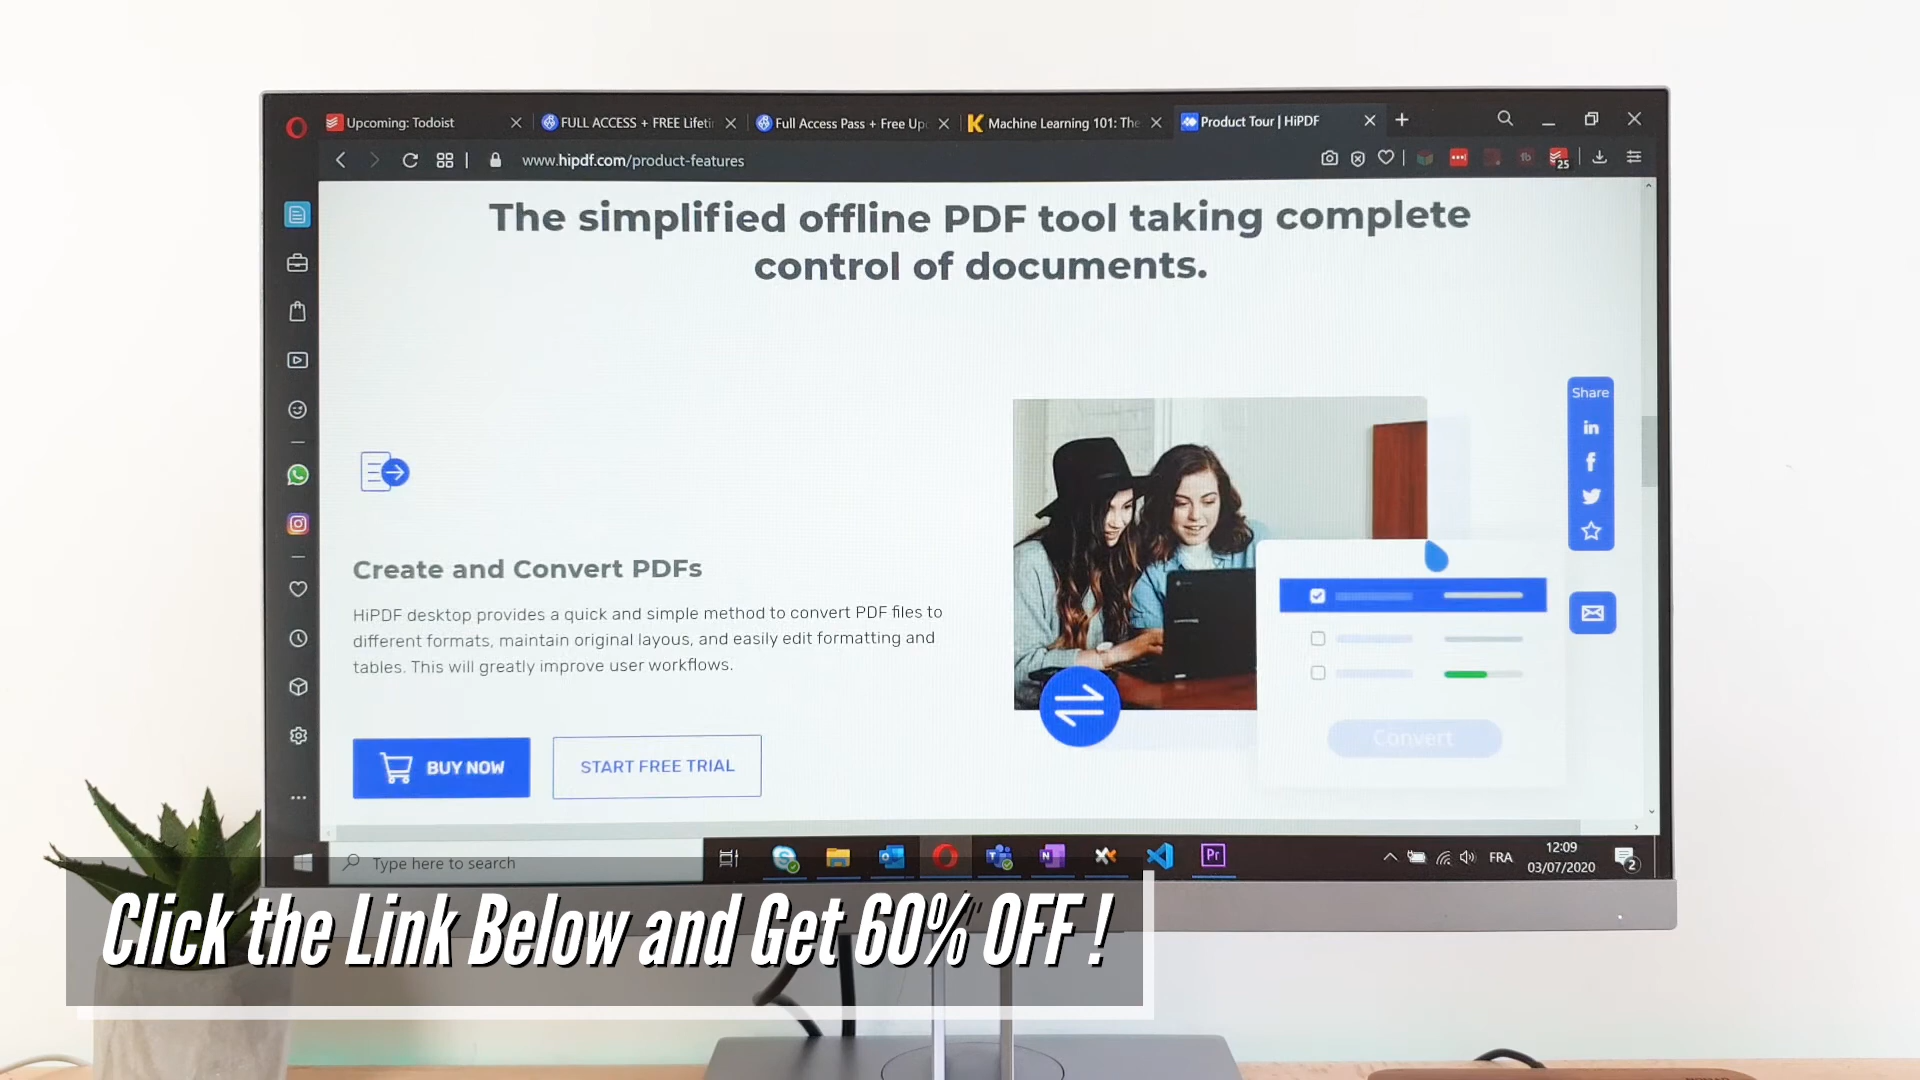 Upcoming: Todoist
FULL ACCESS + FREE Lifeti
Full Access Pass + Free Up
Machine Learning 101: The
Product Tour | HiPDF
www.hipdf.com/product-features
25
The simplified offline PDF tool taking complete
control of documents.
Share
Create and Convert PDFs
HiPDF desktop provides a quick and simple method to convert PDF files to
different formats, maintain original layous, and easily edit formatting and
tables. This will greatly improve user workflows.
BUY NOW
START FREE TRIAL
Convert
Type here to search
Pr
FRA
12:09
03/07/2020
2
Click the Link Below and Get 60% OFF !